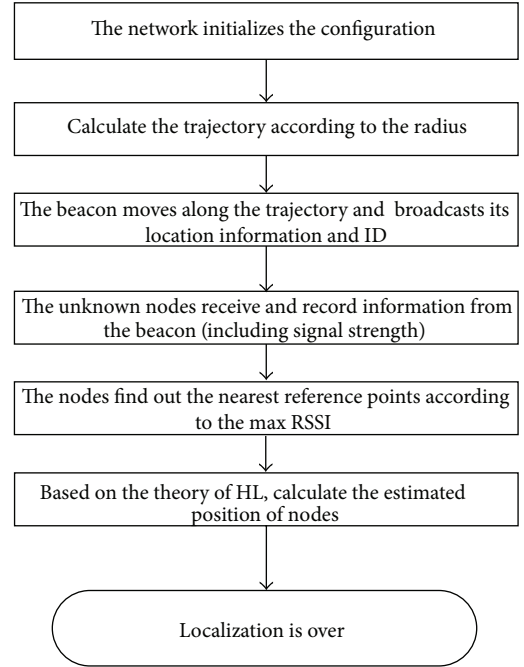 The network initializes the configuration
Calculate the trajectory according to the radius
The beacon moves along the trajectory and broadcasts its
location information and ID
The unknown nodes receive and record information from
the beacon (including signal strength)
The nodes find out the nearest reference points according
to the max RSSI
Based on the theory of HL, calculate the estimated
position of nodes
Localization is over